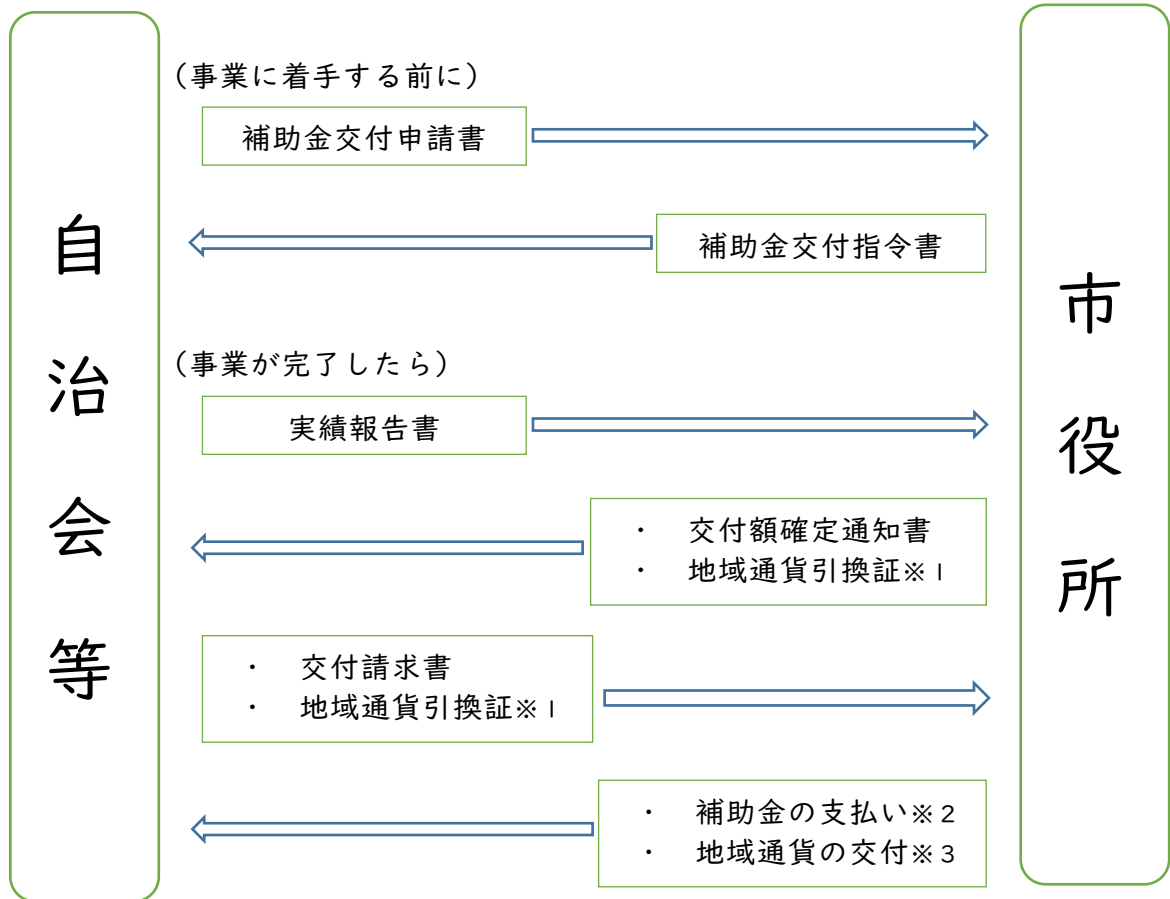 自治会等
(事業に着手する前に)
補助金交付申請書
補助金交付指令書
(事業が完了したら)
実績報告書
・ 交付額確定通知書
・ 地域通貨引換証※1
・ 交付請求書
・ 地域通貨引換証※1
・ 補助金の支払い※2
・ 地域通貨の交付※3
市役所